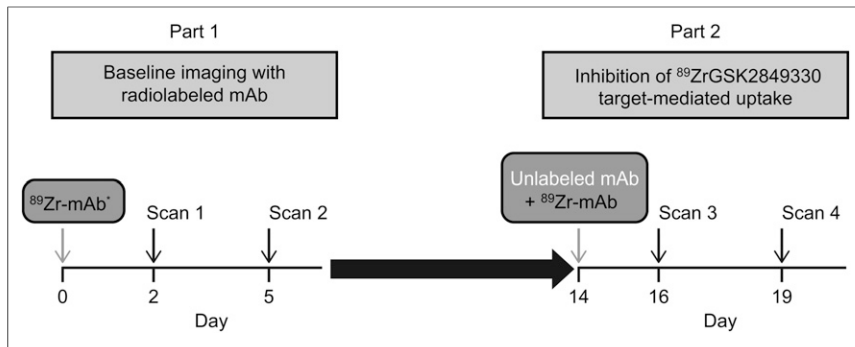 Part 1
Baseline imaging with
radiolabeled mAb
⁸⁹Zr-mAb*
Scan 1
Scan 2
0
2
5
Day
Part 2
Inhibition of ⁸⁹ZrGSK2849330
target-mediated uptake
Unlabeled mAb
+ ⁸⁹Zr-mAb
Scan 3
Scan 4
14
16
19
Day